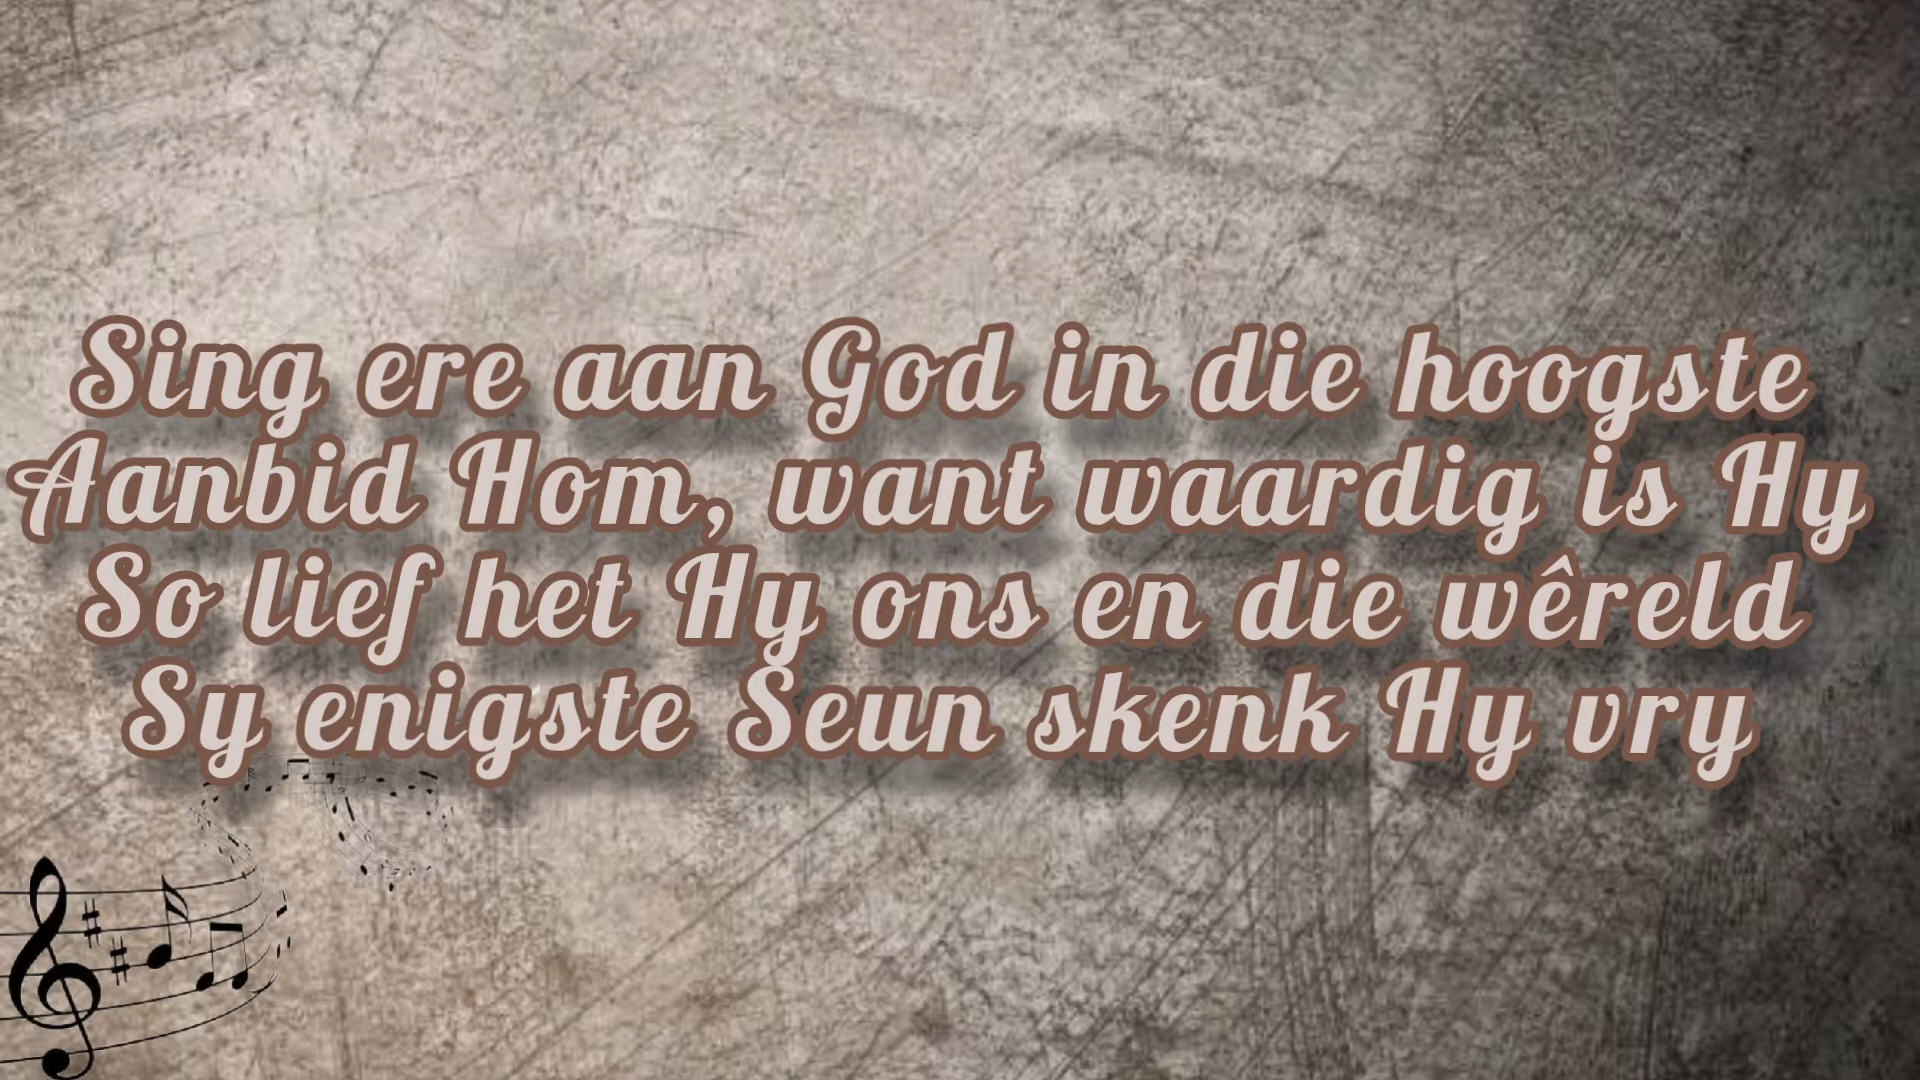 Sing ere aan God in die hoogste
Aanbid Hom, want waardig is Hy
So lief het Hy ons en die wêreld
Sy enigste Seun skenk Hy vry